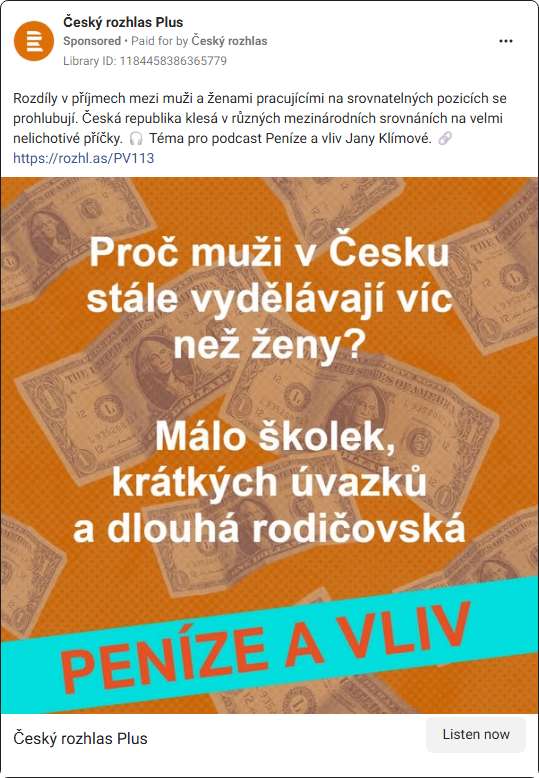 Český rozhlas Plus
Sponsored • Paid for by Český rozhlas
Library ID: 1184458386365779
Rozdíly v příjmech mezi muži a ženami pracujícími na srovnatelných pozicích se
prohlubují. Česká republika klesá v různých mezinárodních srovnáních na velmi
nelichotivé příčky. 🎧 Téma pro podcast Peníze a vliv Jany Klímové. 🔗
https://rozhl.as/PV113
Proč muži v Česku
stále vydělávají víc
než ženy?
Málo školek,
krátkých úvazků
a dlouhá rodičovská
PENÍZE A VLIV
Český rozhlas Plus
Listen now